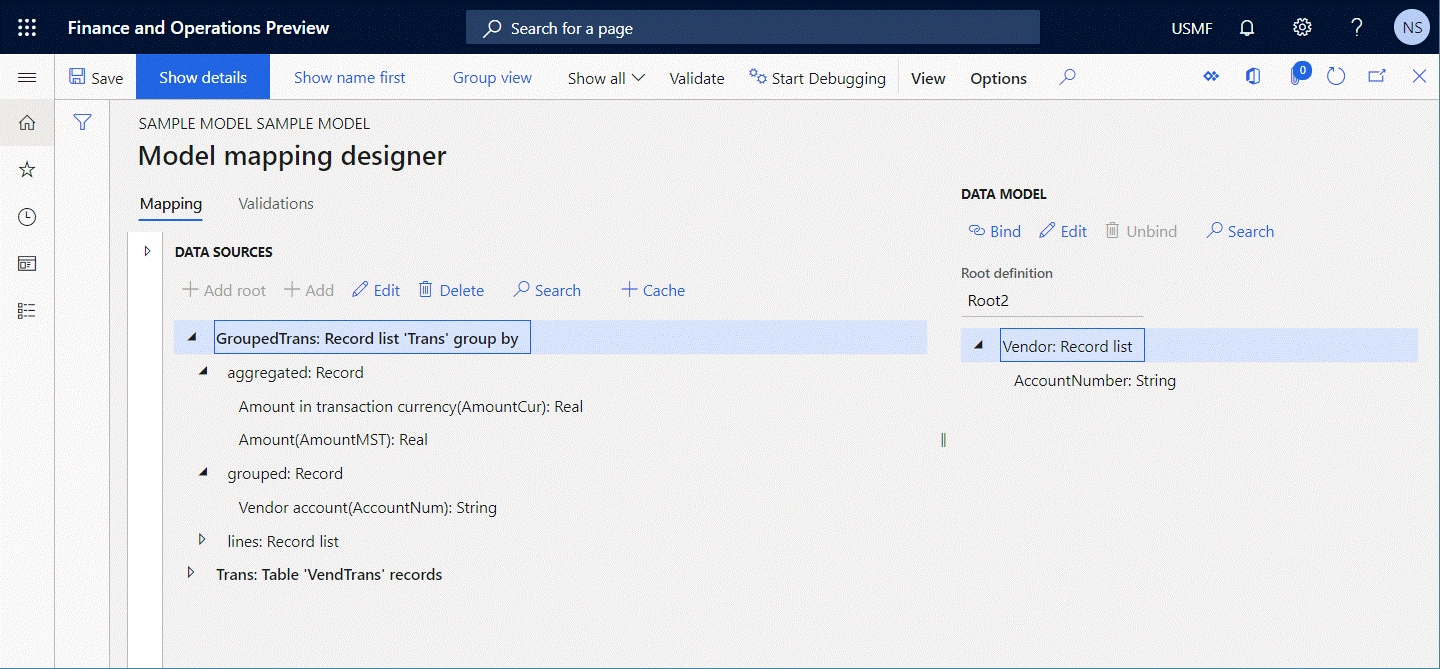 Finance and Operations Preview
Search for a page
USMF
?
NS
Save
Show details
Show name first
Group view
Show all
Validate
Start Debugging
View
Options
0
SAMPLE MODEL SAMPLE MODEL
Model mapping designer
Mapping
Validations
DATA SOURCES
Add root
Add
Edit
Delete
Search
Cache
GroupedTrans: Record list 'Trans' group by
aggregated: Record
Amount in transaction currency(AmountCur): Real
Amount(AmountMST): Real
grouped: Record
Vendor account(AccountNum): String
lines: Record list
Trans: Table 'VendTrans' records
DATA MODEL
Bind
Edit
Unbind
Search
Root definition
Root2
Vendor: Record list
AccountNumber: String